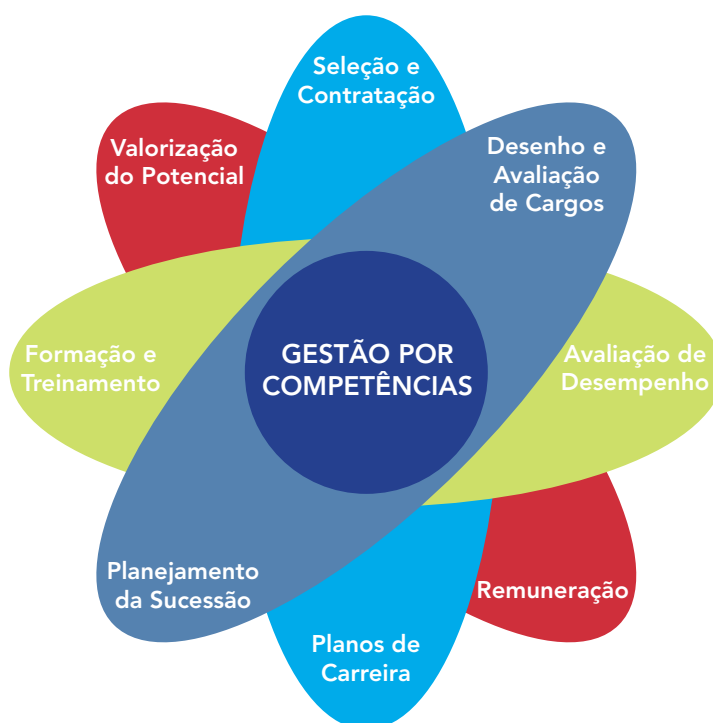 Seleção e
Contratação
Desenho e
Avaliação
de Cargos
Avaliação de
Desempenho
Remuneração
Planos de
Carreira
Planejamento
da Sucessão
Formação e
Treinamento
Valorização
do Potencial
GESTÃO POR
COMPETÊNCIAS